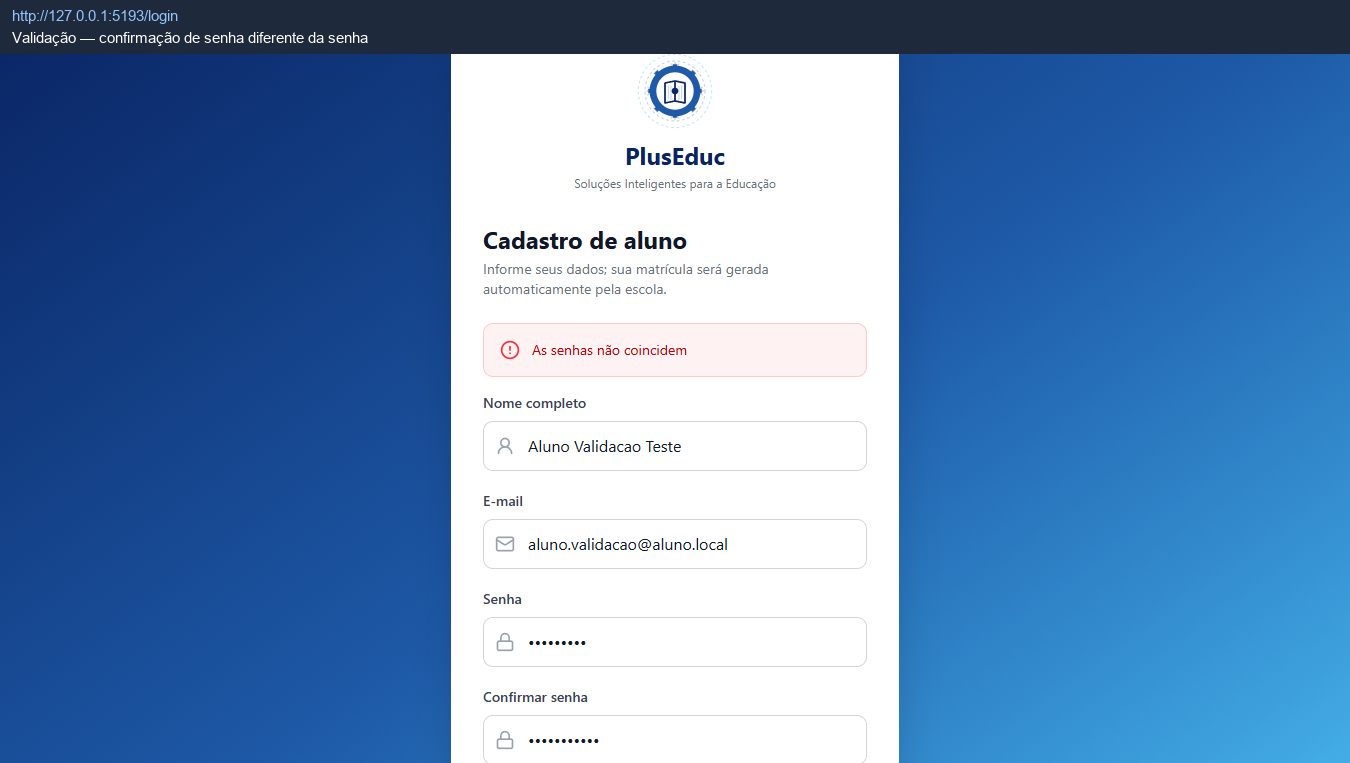 http://127.0.0.1:5193/login
Validação — confirmação de senha diferente da senha
PlusEduc
Soluções Inteligentes para a Educação
Cadastro de aluno
Informe seus dados; sua matrícula será gerada
automaticamente pela escola.
As senhas não coincidem
Nome completo
Aluno Validacao Teste
E-mail
aluno.validacao@aluno.local
Senha
•••••••••
Confirmar senha
•••••••••••